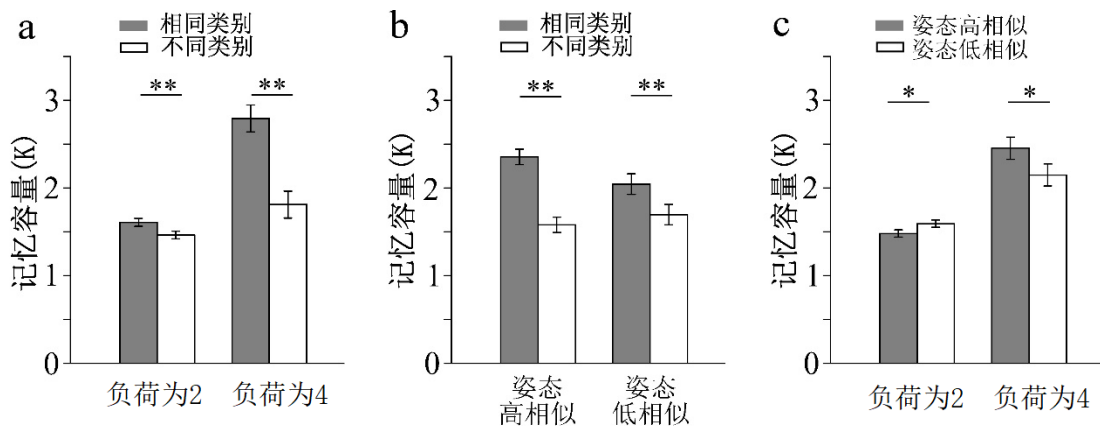 a
相同类别
不同类别
记忆容量(K)
3
2
1
0
**
**
负荷为2
负荷为4
b
相同类别
不同类别
记忆容量(K)
3
2
1
0
**
**
姿态
高相似
姿态
低相似
c
姿态高相似
姿态低相似
记忆容量(K)
3
2
1
0
*
*
负荷为2
负荷为4